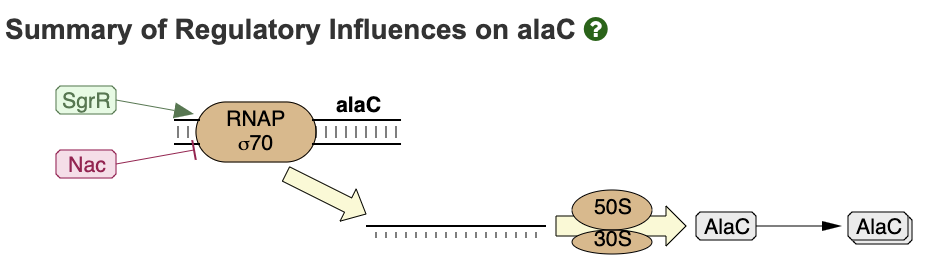 Summary of Regulatory Influences on alaC ?
SgrR
alaC
RNAP
σ70
Nac
50S
30S
AlaC
AlaC